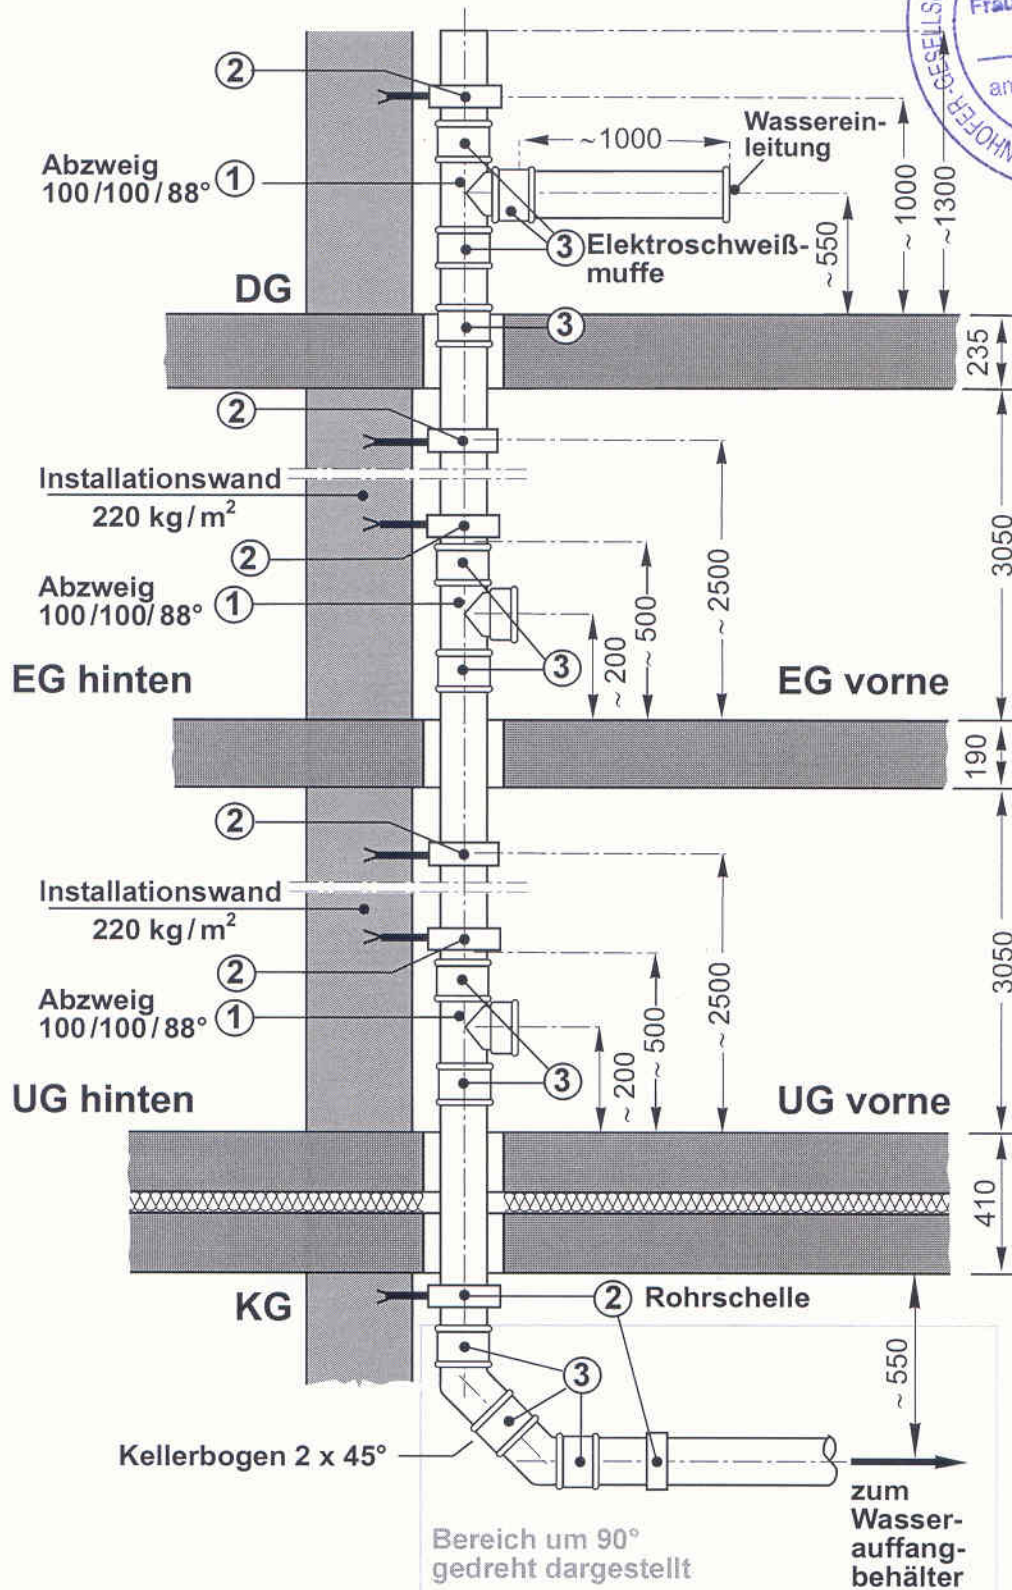 ②
~1000
Wasserein-
leitung
Abzweig
100/100/88° ①
③ Elektroschweiß-
muffe
~ 550
~ 1000
~1300
DG
③
235
②
Installationswand
220 kg/m²
②
Abzweig
100/100/88° ①
③
~ 200
~ 500
~ 2500
3050
EG hinten
EG vorne
190
②
Installationswand
220 kg/m²
②
Abzweig
100/100/88° ①
③
~ 200
~ 500
~ 2500
3050
UG hinten
UG vorne
410
KG
② Rohrschelle
③
~ 550
Kellerbogen 2 x 45°
zum
Wasser-
auffang-
behälter
Bereich um 90°
gedreht dargestellt